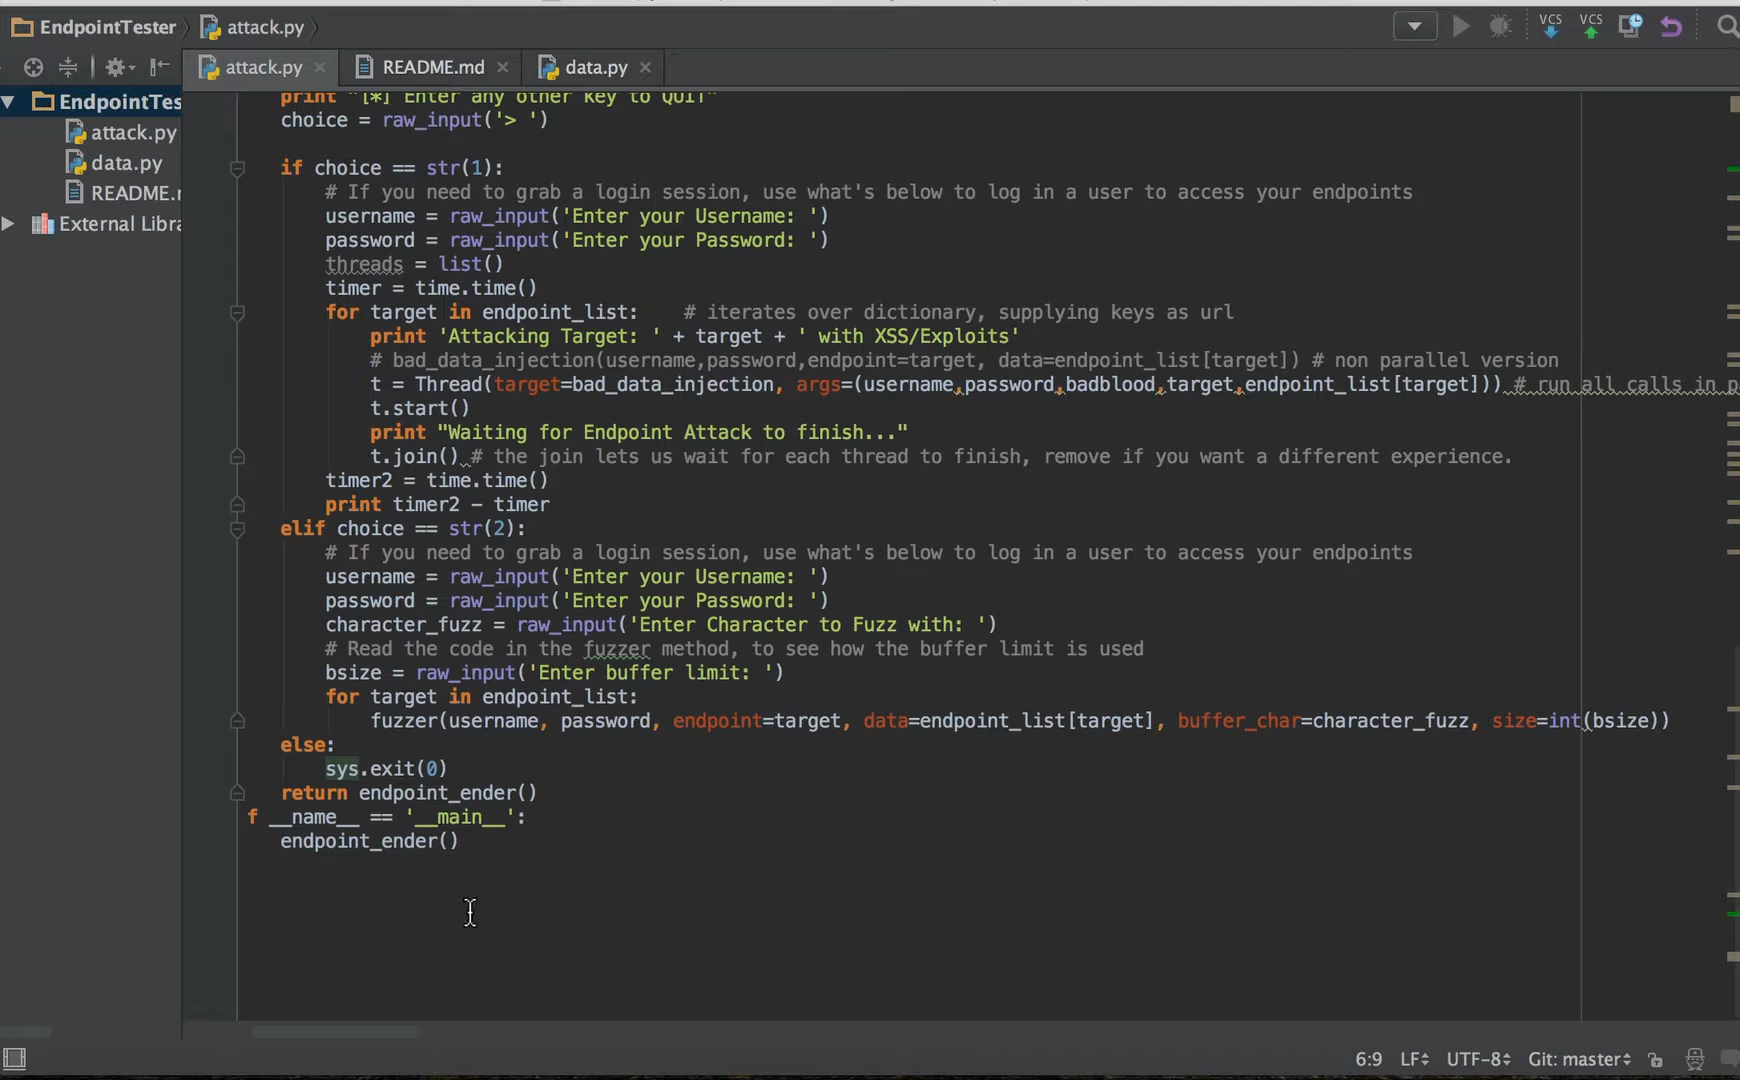 EndpointTester attack.py
VCS VCS
attack.py README.md data.py
EndpointTes
attack.py
data.py
README.r
External Libra
print "[*] Enter any other key to QUIT"
choice = raw_input('> ')
if choice == str(1):
# If you need to grab a login session, use what's below to log in a user to access your endpoints
username = raw_input('Enter your Username: ')
password = raw_input('Enter your Password: ')
threads = list()
timer = time.time()
for target in endpoint_list: # iterates over dictionary, supplying keys as url
print 'Attacking Target: ' + target + ' with XSS/Exploits'
# bad_data_injection(username,password,endpoint=target, data=endpoint_list[target]) # non parallel version
t = Thread(target=bad_data_injection, args=(username,password,badblood,target,endpoint_list[target])) # run all calls in p
t.start()
print "Waiting for Endpoint Attack to finish..."
t.join() # the join lets us wait for each thread to finish, remove if you want a different experience.
timer2 = time.time()
print timer2 - timer
elif choice == str(2):
# If you need to grab a login session, use what's below to log in a user to access your endpoints
username = raw_input('Enter your Username: ')
password = raw_input('Enter your Password: ')
character_fuzz = raw_input('Enter Character to Fuzz with: ')
# Read the code in the fuzzer method, to see how the buffer limit is used
bsize = raw_input('Enter buffer limit: ')
for target in endpoint_list:
fuzzer(username, password, endpoint=target, data=endpoint_list[target], buffer_char=character_fuzz, size=int(bsize))
else:
sys.exit(0)
return endpoint_ender()
f __name__ == '__main__':
endpoint_ender()
6:9 LF UTF-8 Git: master